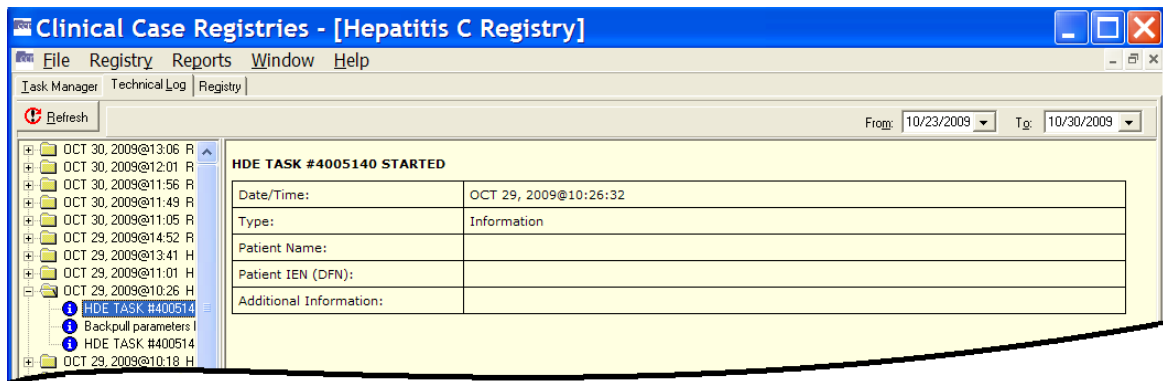 Clinical Case Registries - [Hepatitis C Registry]
File Registry Reports Window Help
Task Manager Technical Log Registry
Refresh From: 10/23/2009 To: 10/30/2009
OCT 30, 2009@13:06 R
OCT 30, 2009@12:01 R
OCT 30, 2009@11:56 R
OCT 30, 2009@11:49 R
OCT 30, 2009@11:05 R
OCT 29, 2009@14:52 R
OCT 29, 2009@13:41 H
OCT 29, 2009@11:01 H
OCT 29, 2009@10:26 H
HDE TASK #400514
Backpull parameters
HDE TASK #400514
OCT 29, 2009@10:18 H
HDE TASK #4005140 STARTED
Date/Time: OCT 29, 2009@10:26:32
Type: Information
Patient Name:
Patient IEN (DFN):
Additional Information: